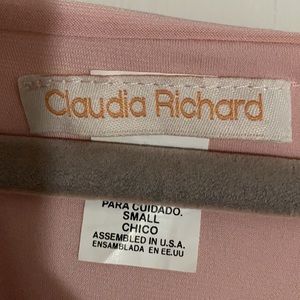 Claudia Richard
PARA CUIDADO.
SMALL
CHICO
ASSEMBLED IN U.S.A.
ENSAMBLADA EN EE.UU